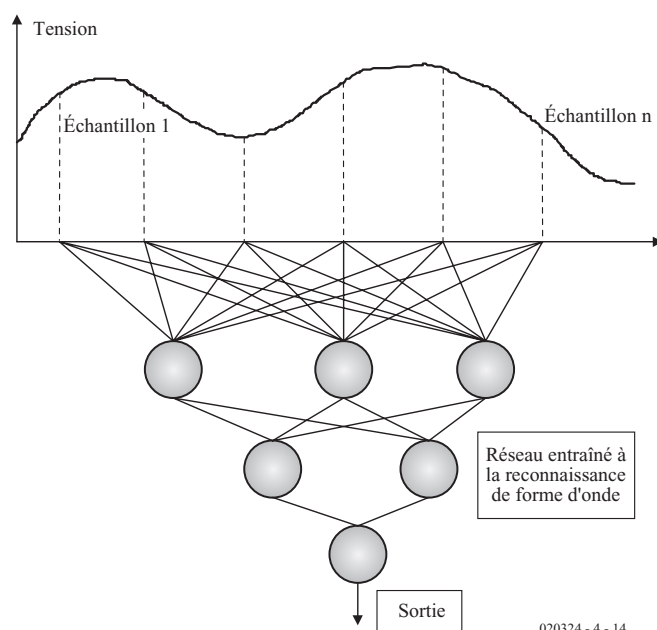 Tension
Échantillon 1
Échantillon n
Réseau entraîné à
la reconnaissance
de forme d'onde
Sortie
020324 - 4 - 14